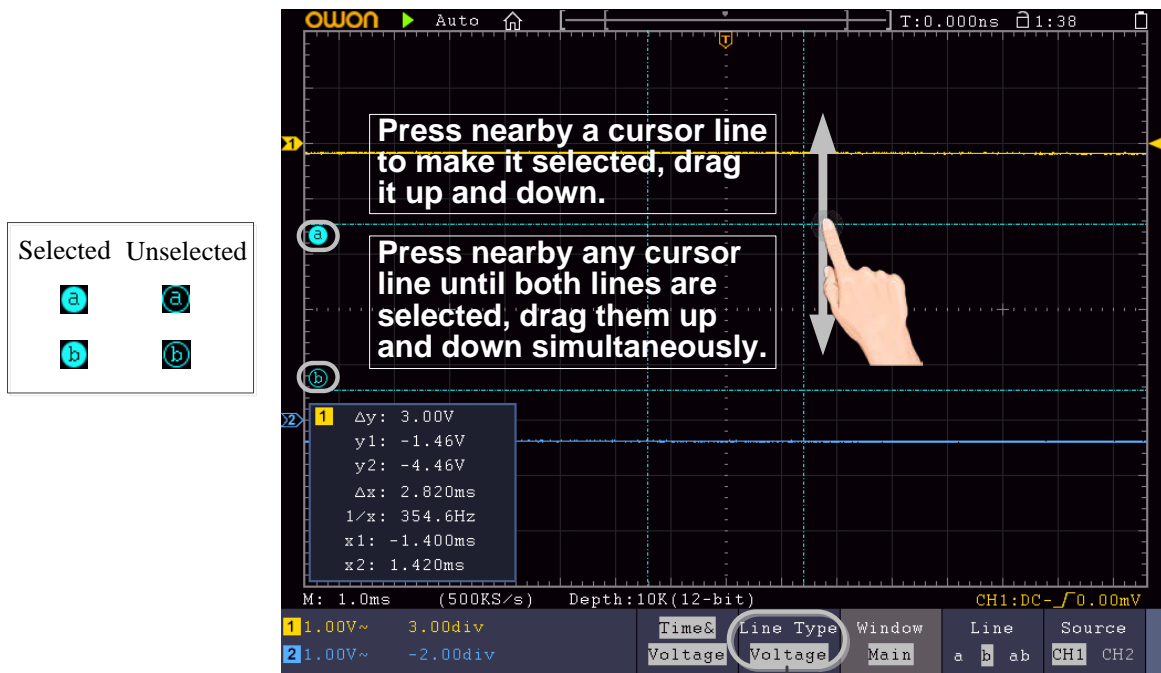 OWON Auto T:0.000ns 1:38
T
Press nearby a cursor line
to make it selected, drag
it up and down.
1
a
Press nearby any cursor
line until both lines are
selected, drag them up
and down simultaneously.
b
Selected Unselected
a a
b b
2
1 Δy: 3.00V
y1: -1.46V
y2: -4.46V
Δx: 2.820ms
1/x: 354.6Hz
x1: -1.400ms
x2: 1.420ms
M: 1.0ms (500KS/s) Depth:10K(12-bit) CH1:DC- 0.00mV
1 1.00V~ 3.00div
2 1.00V~ -2.00div
Time&
Voltage
Line Type
Voltage
Window
Main
Line
a b ab
Source
CH1 CH2